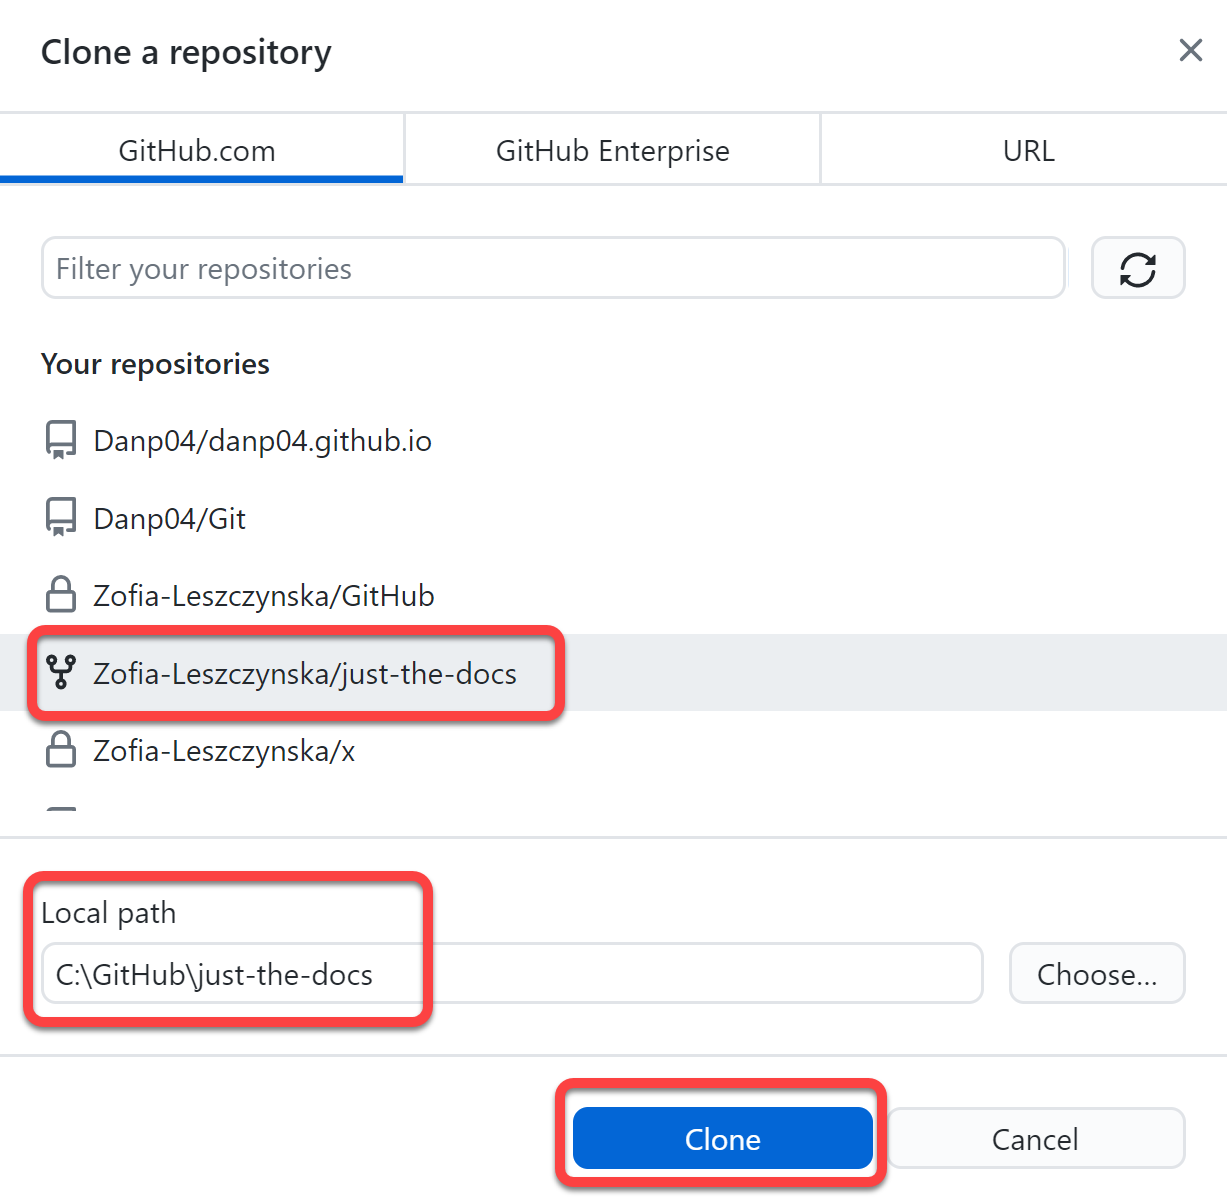 Clone a repository
GitHub.com
GitHub Enterprise
URL
Filter your repositories
Your repositories
Danp04/danp04.github.io
Danp04/Git
Zofia-Leszczynska/GitHub
Zofia-Leszczynska/just-the-docs
Zofia-Leszczynska/x
Local path
C:\GitHub\just-the-docs
Choose...
Clone
Cancel